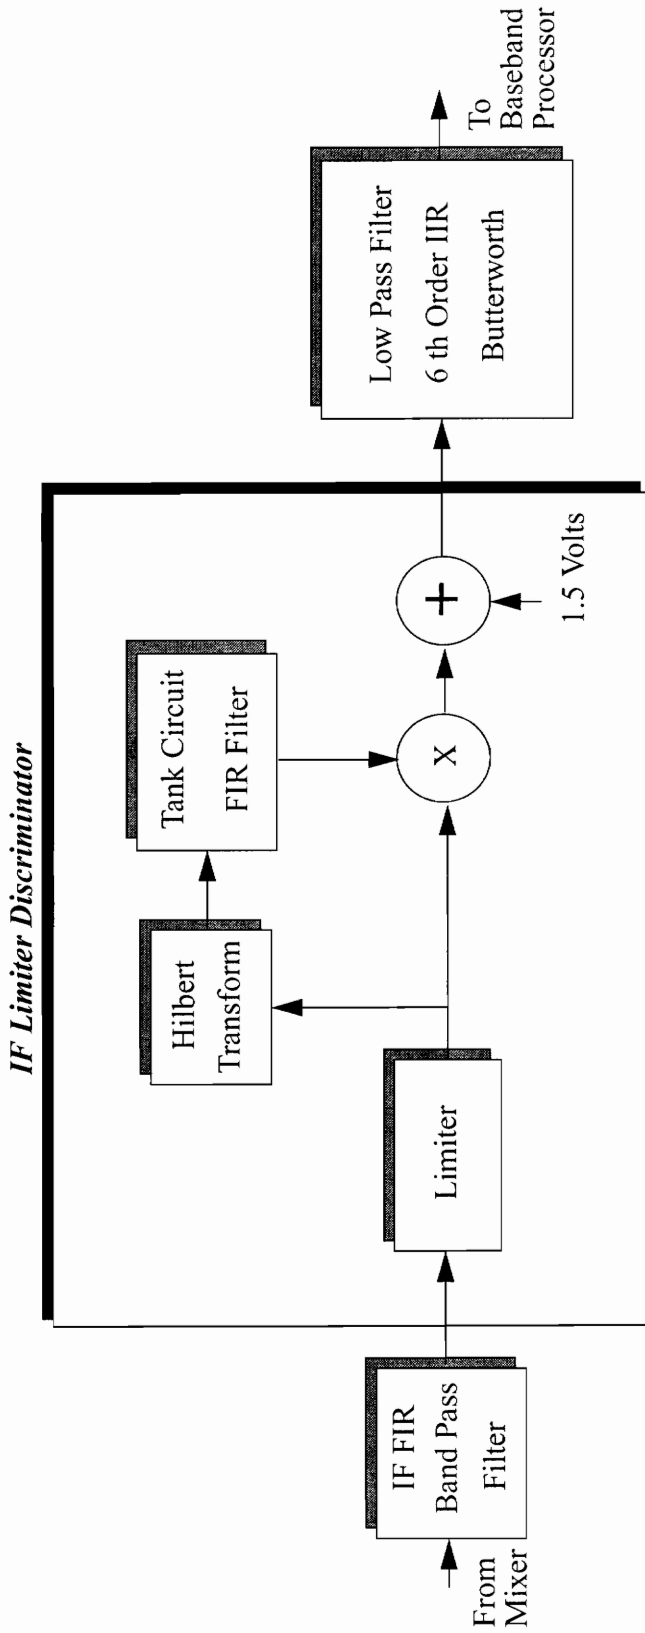 IF Limiter Discriminator
From
Mixer
IF FIR
Band Pass
Filter
Limiter
Hilbert
Transform
Tank Circuit
FIR Filter
X
+
1.5 Volts
Low Pass Filter
6 th Order IIR
Butterworth
To
Baseband
Processor